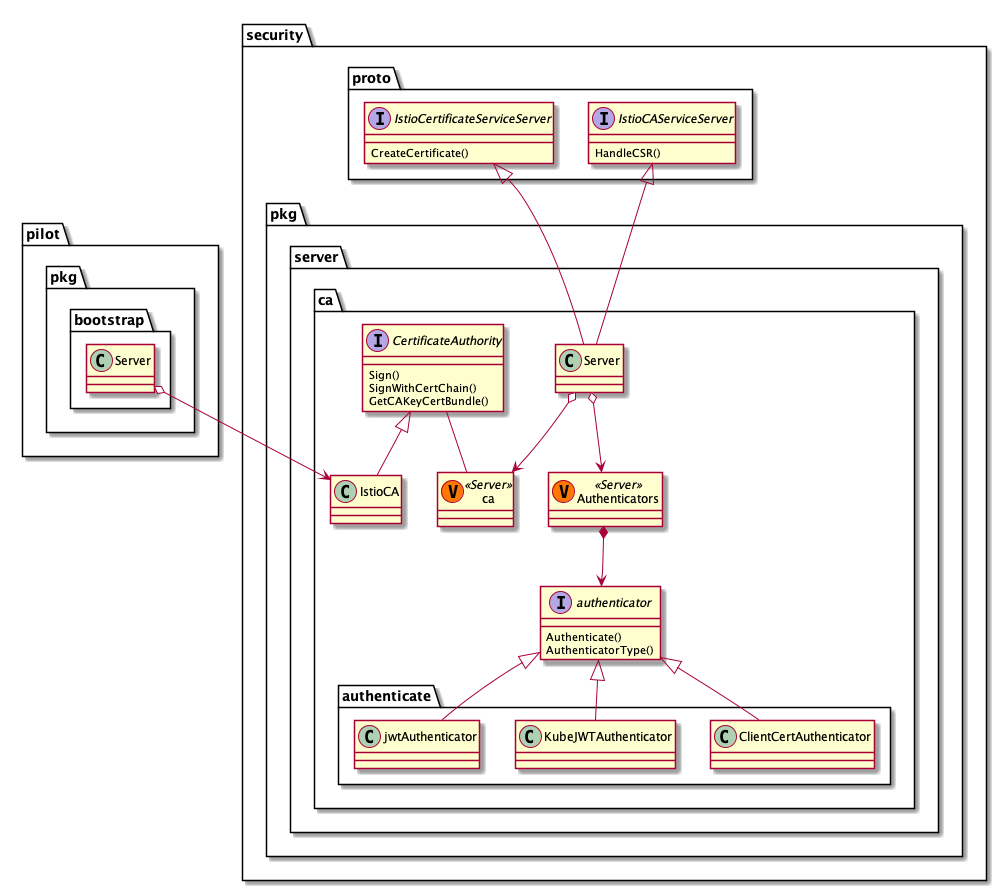 security
proto
I IstioCertificateServiceServer
CreateCertificate()
I IstioCAServiceServer
HandleCSR()
pilot
pkg
bootstrap
C Server
pkg
server
ca
I CertificateAuthority
Sign()
SignWithCertChain()
GetCAKeyCertBundle()
C Server
C IstioCA
V «Server»
ca
V «Server»
Authenticators
I authenticator
Authenticate()
AuthenticatorType()
authenticate
C jwtAuthenticator
C KubeJWTAuthenticator
C ClientCertAuthenticator